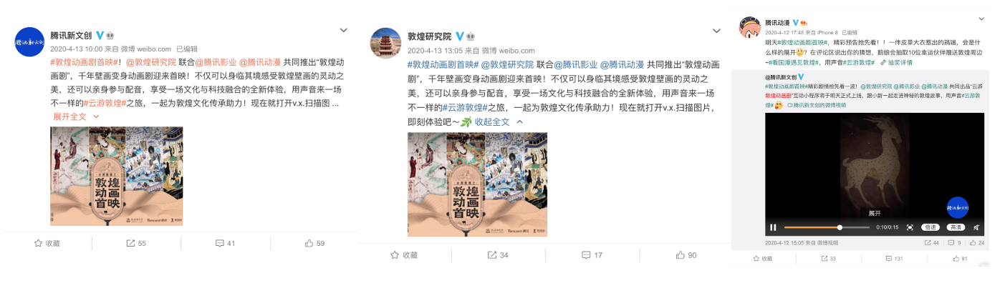 腾讯新文创
2020-4-13 10:00 来自 微博 weibo.com 已编辑
#敦煌动画剧首映#！@敦煌研究院 联合@腾讯影业 @腾讯动漫 共同推出“敦煌动
画剧”，千年壁画变身动画剧迎来首映！不仅可以身临其境感受敦煌壁画的灵动之
美，还可以亲身参与配音，享受一场文化与科技融合的全新体验，用声音来一场
不一样的#云游敦煌#之旅，一起为敦煌文化传承助力！现在就打开v.x.扫描图 ...
展开全文
敦煌
动画
首映
收藏
55
41
59
敦煌研究院
2020-4-13 13:05 来自 微博 weibo.com
#敦煌动画剧首映# @敦煌研究院 联合@腾讯影业 @腾讯动漫 共同推出“敦煌动画
剧”，千年壁画变身动画剧迎来首映！不仅可以身临其境感受敦煌壁画的灵动之
美，还可以亲身参与配音，享受一场文化与科技融合的全新体验，用声音来一场
不一样的#云游敦煌#之旅，一起为敦煌文化传承助力！现在就打开v.x.扫描图片，
即刻体验吧～ 收起全文
敦煌
动画
首映
收藏
34
17
90
腾讯动漫
2020-4-12 17:48 来自 iPhone 8 已编辑
明天#敦煌动画剧首映#，精彩预告抢先看！！一件皮草大衣惹出的祸端，会是什
么样的展开？在评论区说出你的猜想，鹅娘会抽取10位幸运伙伴赠送敦煌周边
~#看国漫遇见敦煌#，用声音#云游敦煌# 抽奖详情
@腾讯新文创
#敦煌动画剧首映#精彩剧情抢先看一波！@敦煌研究院 @腾讯影业 @腾讯动漫 共同出品“云游
敦煌动画剧”互动小程序将于明天正式上线，跟小新一起走进神秘的敦煌故事，用声音#云游敦
煌# 腾讯新文创的微博视频
腾讯新文创
展开
0:10/0:15
倍速
高清
2020-4-12 15:05 来自 微博视频
44
9
24
收藏
33
131
91